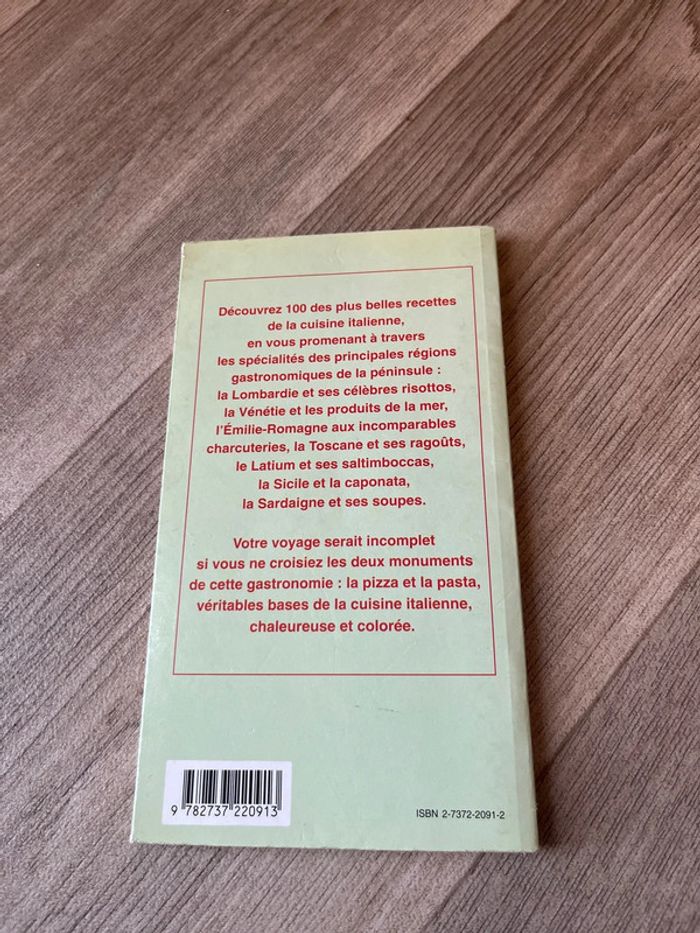 Découvrez 100 des plus belles recettes
de la cuisine italienne,
en vous promenant à travers
les spécialités des principales régions
gastronomiques de la péninsule :
la Lombardie et ses célèbres risottos,
la Vénétie et les produits de la mer,
l'Émilie-Romagne aux incomparables
charcuteries, la Toscane et ses ragoûts,
le Latium et ses saltimboccas,
la Sicile et la caponata,
la Sardaigne et ses soupes.
Votre voyage serait incomplet
si vous ne croisiez les deux monuments
de cette gastronomie : la pizza et la pasta,
véritables bases de la cuisine italienne,
chaleureuse et colorée.
9 782737 220913
ISBN 2-7372-2091-2